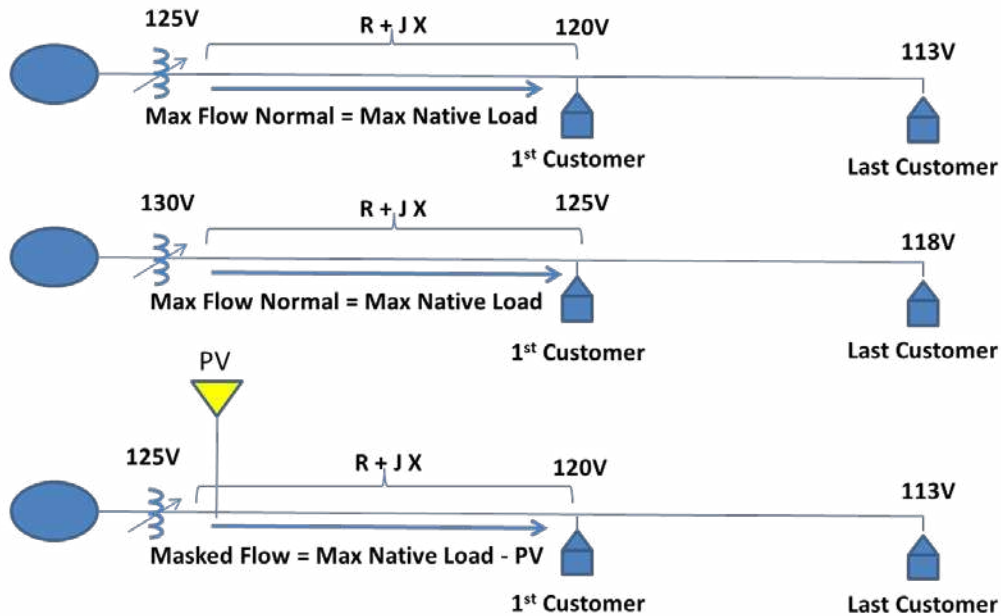 125V
R + J X
120V
113V
Max Flow Normal = Max Native Load
1st Customer
Last Customer
130V
R + J X
125V
118V
Max Flow Normal = Max Native Load
1st Customer
Last Customer
PV
125V
R + J X
120V
113V
Masked Flow = Max Native Load - PV
1st Customer
Last Customer